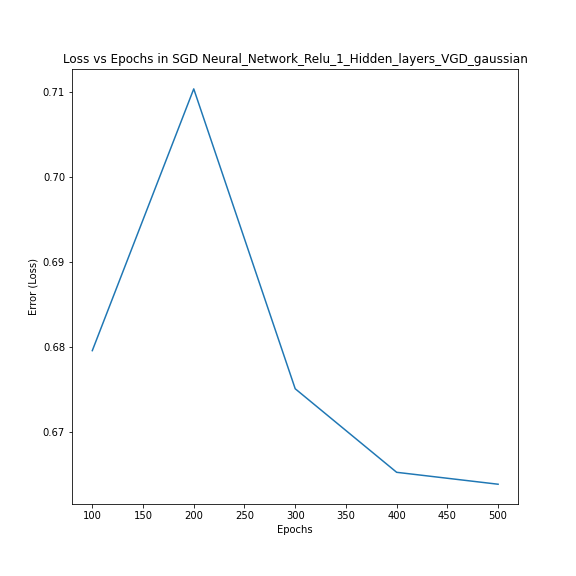 Loss vs Epochs in SGD Neural_Network_Relu_1_Hidden_layers_VGD_gaussian
0.71
0.70
0.69
0.68
0.67
Error (Loss)
100 150 200 250 300 350 400 450 500
Epochs